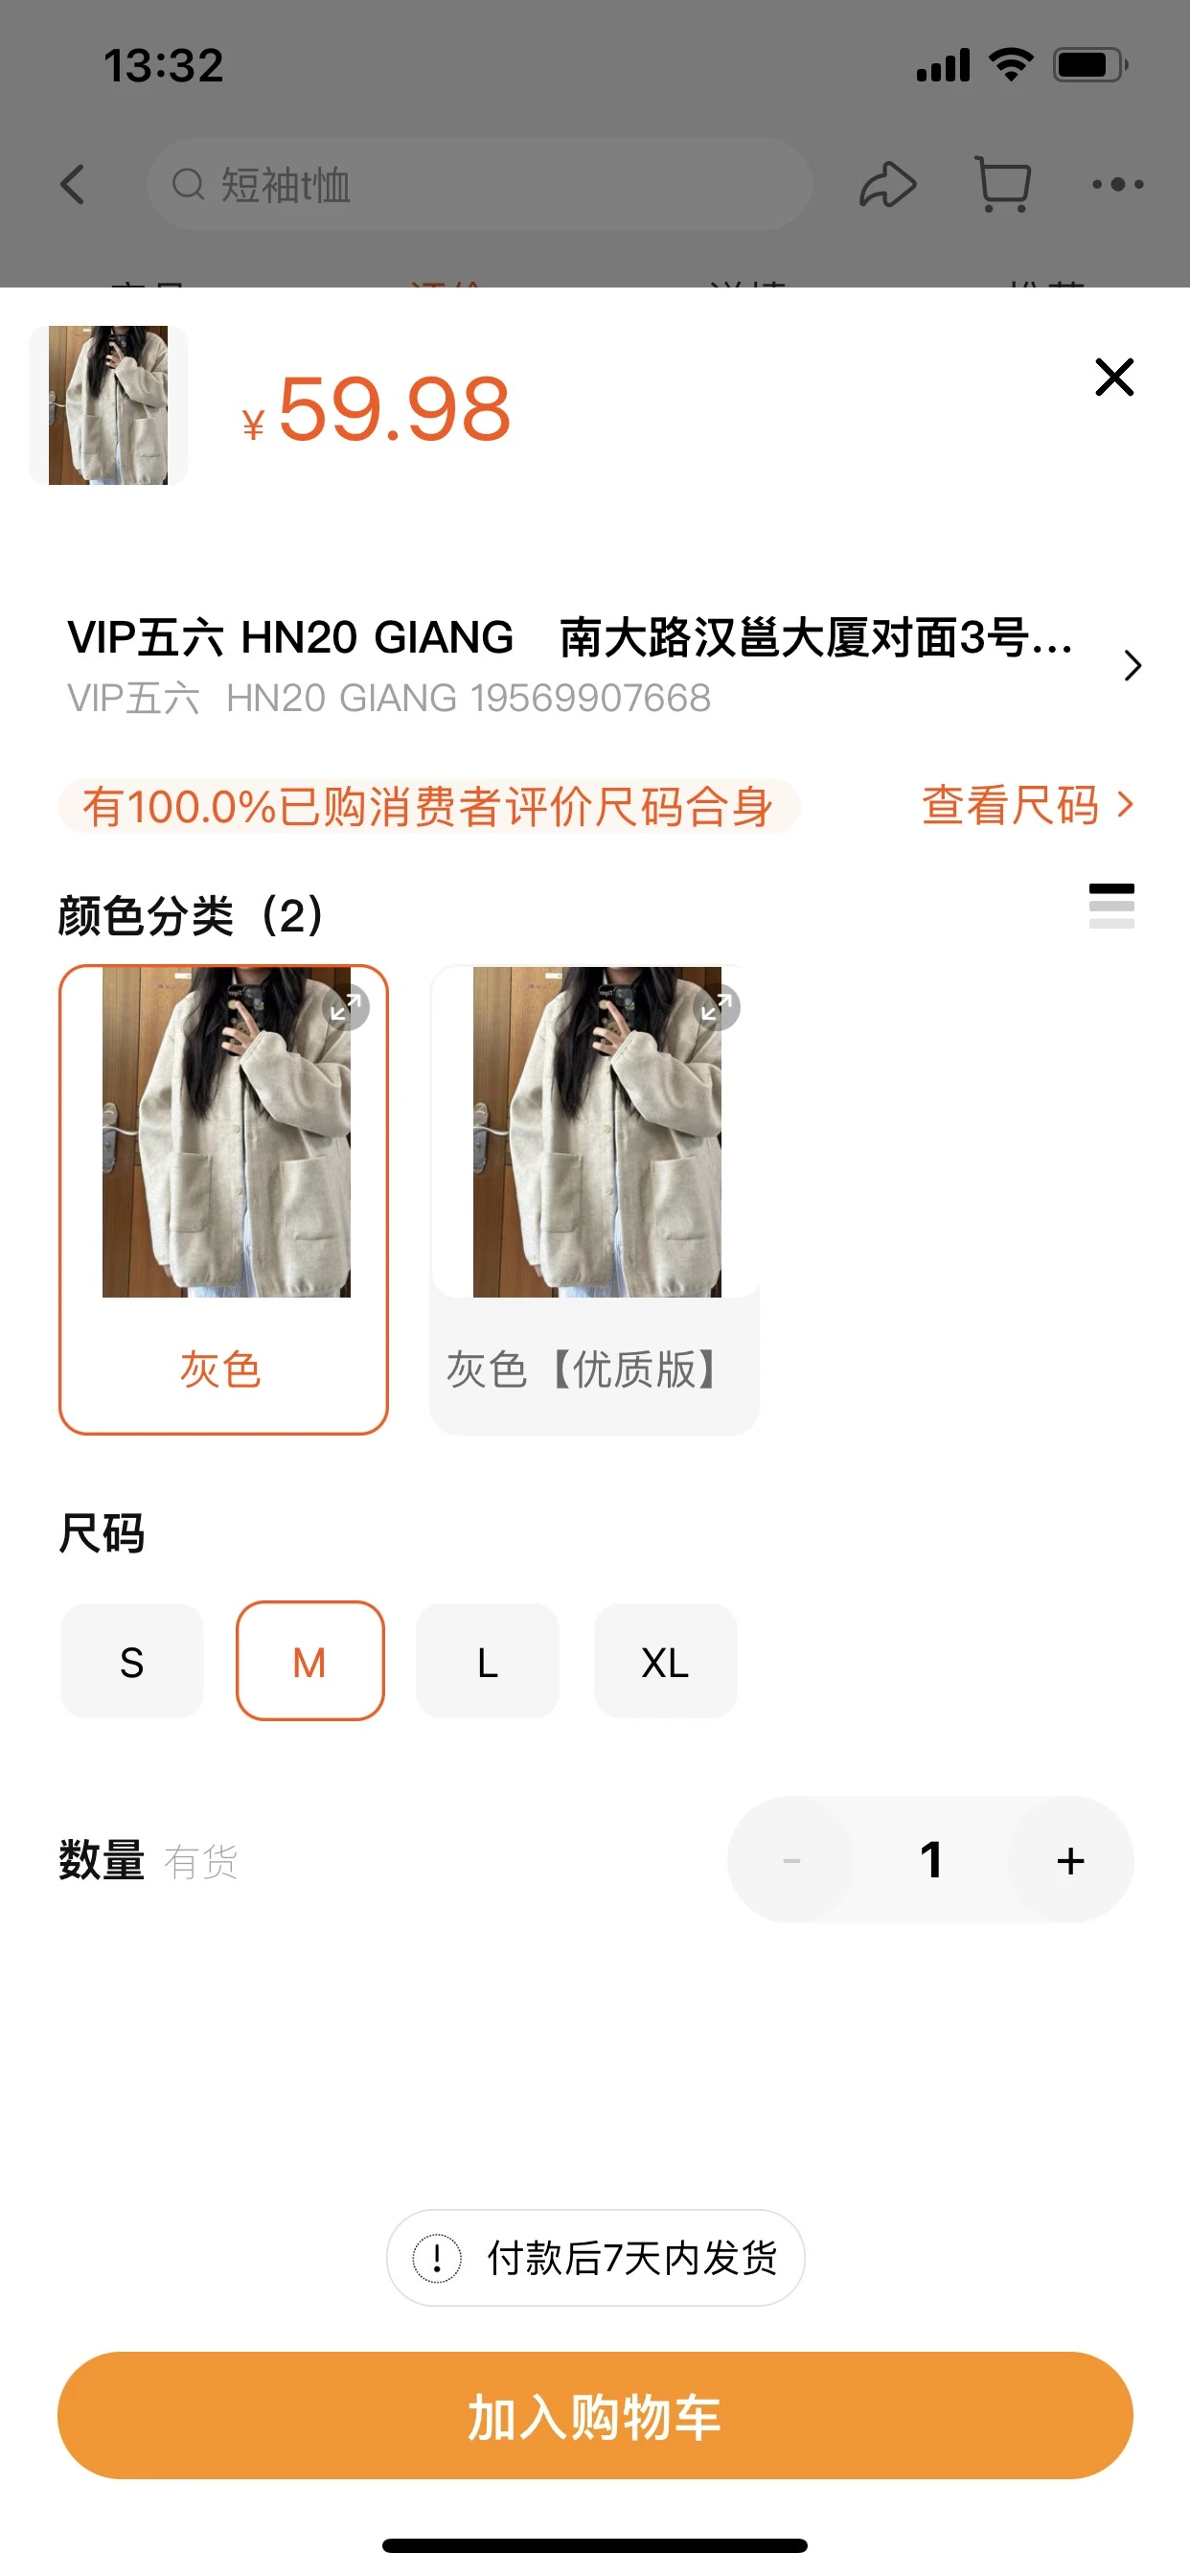 13:32
短袖t恤
¥59.98
VIP五六 HN20 GIANG 南大路汉邕大厦对面3号...
VIP五六 HN20 GIANG 19569907668
有100.0%已购消费者评价尺码合身
查看尺码
颜色分类（2）
灰色
灰色【优质版】
尺码
S
M
L
XL
数量 有货
- 1 +
付款后7天内发货
加入购物车